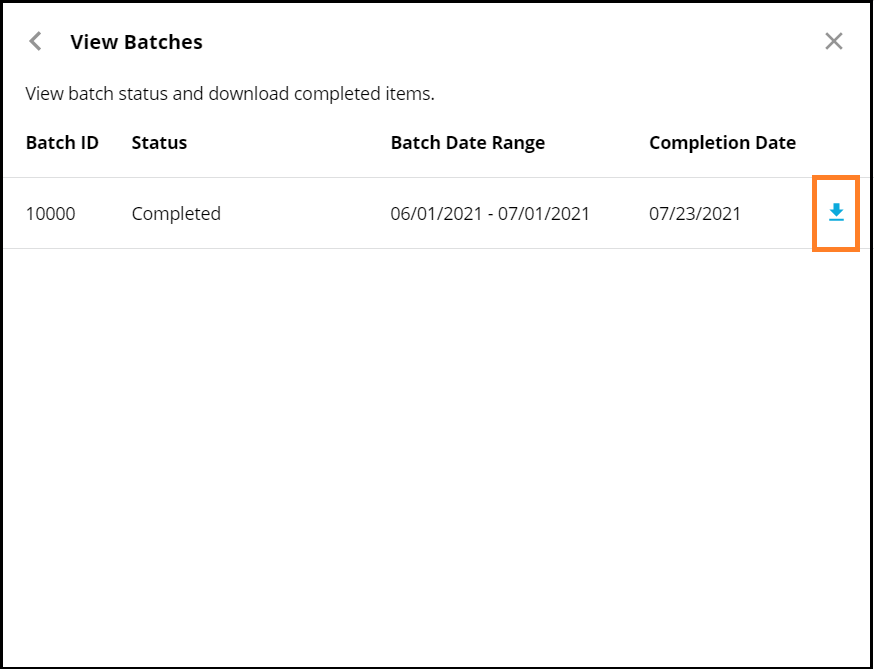 View Batches
View batch status and download completed items.
Batch ID Status Batch Date Range Completion Date
10000 Completed 06/01/2021 - 07/01/2021 07/23/2021